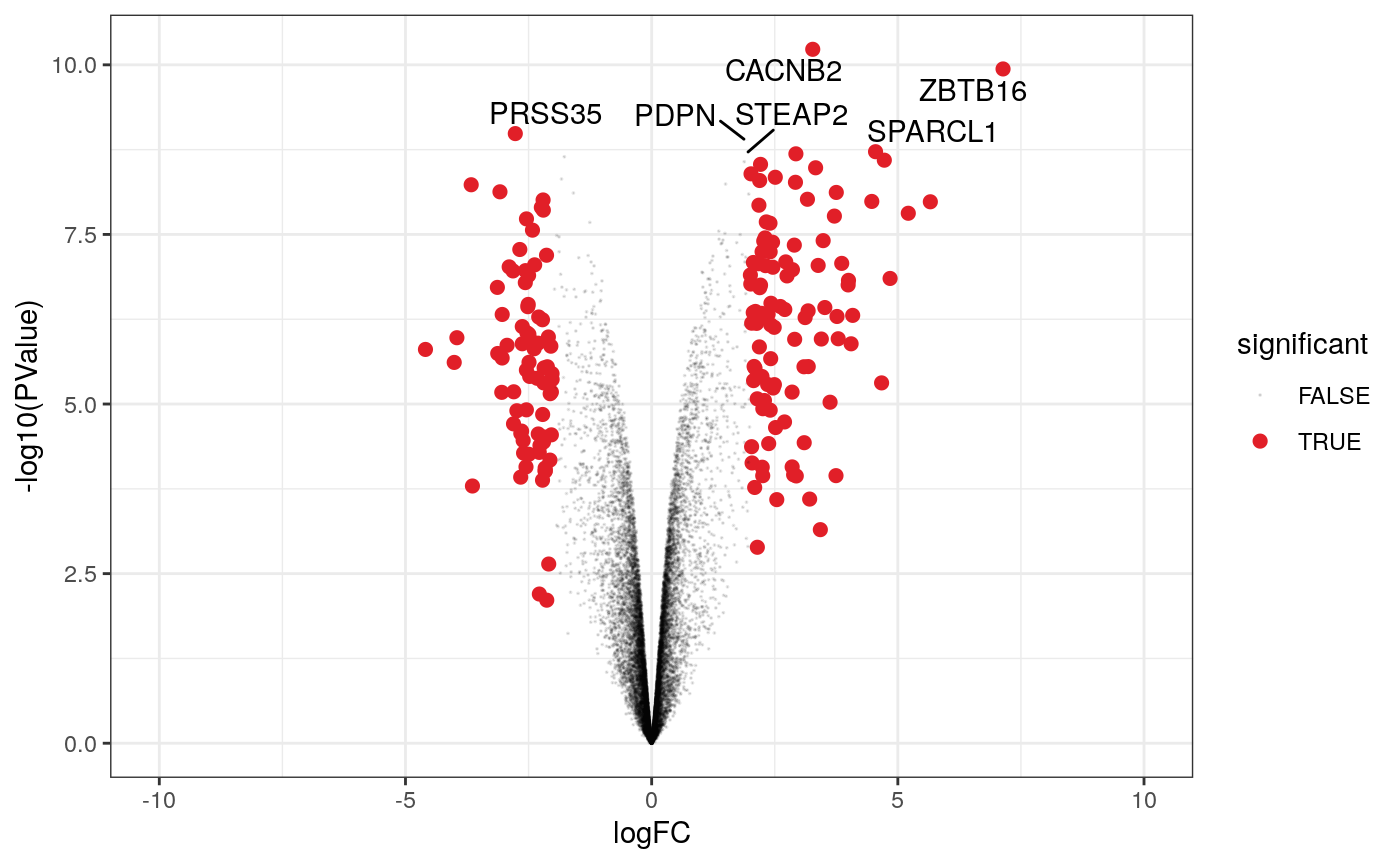 CACNB2
ZBTB16
PRSS35
PDPN
STEAP2
SPARCL1
10.0
7.5
5.0
2.5
0.0
-log10(PValue)
-10
-5
0
5
10
logFC
significant
FALSE
TRUE